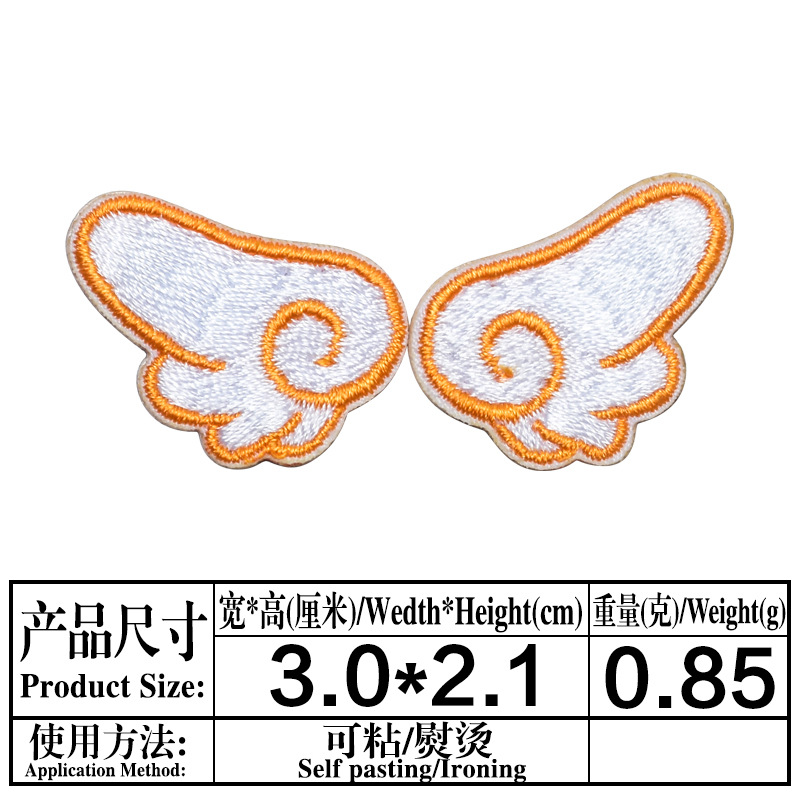 产品尺寸
Product Size:
宽*高(厘米)/Wedth*Height(cm)
3.0*2.1
重量(克)/Weight(g)
0.85
使用方法:
Application Method:
可粘/熨烫
Self pasting/Ironing